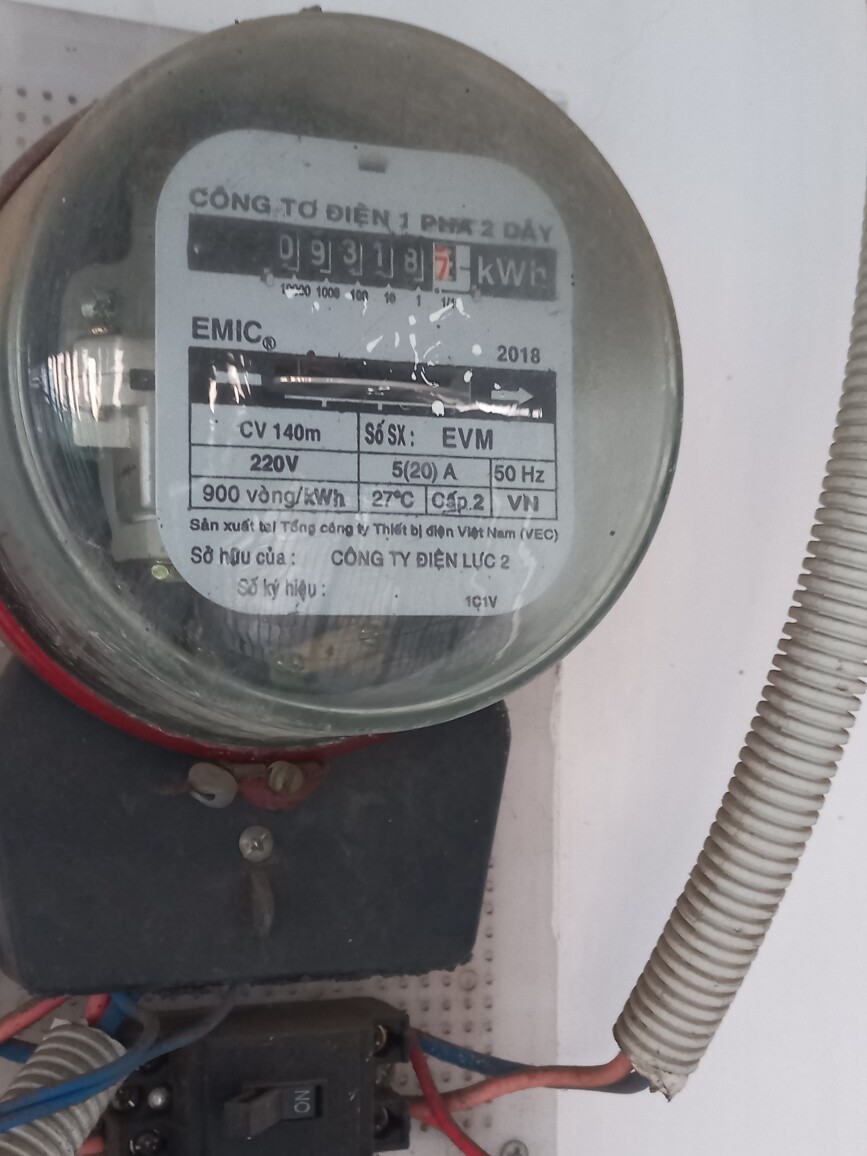 CÔNG TƠ ĐIỆN 1 PHA 2 DÂY
0 9 3 1 8 7 kWh
10000 1000 100 10 1 1/10
EMIC®
2018
CV 140m Số SX: EVM
220V 5(20) A 50 Hz
900 vòng/kWh 27°C Cấp.2 VN
Sản xuất tại Tổng công ty Thiết bị điện Việt Nam (VEC)
Sở hữu của: CÔNG TY ĐIỆN LỰC 2
Số ký hiệu:
1C1V
ON